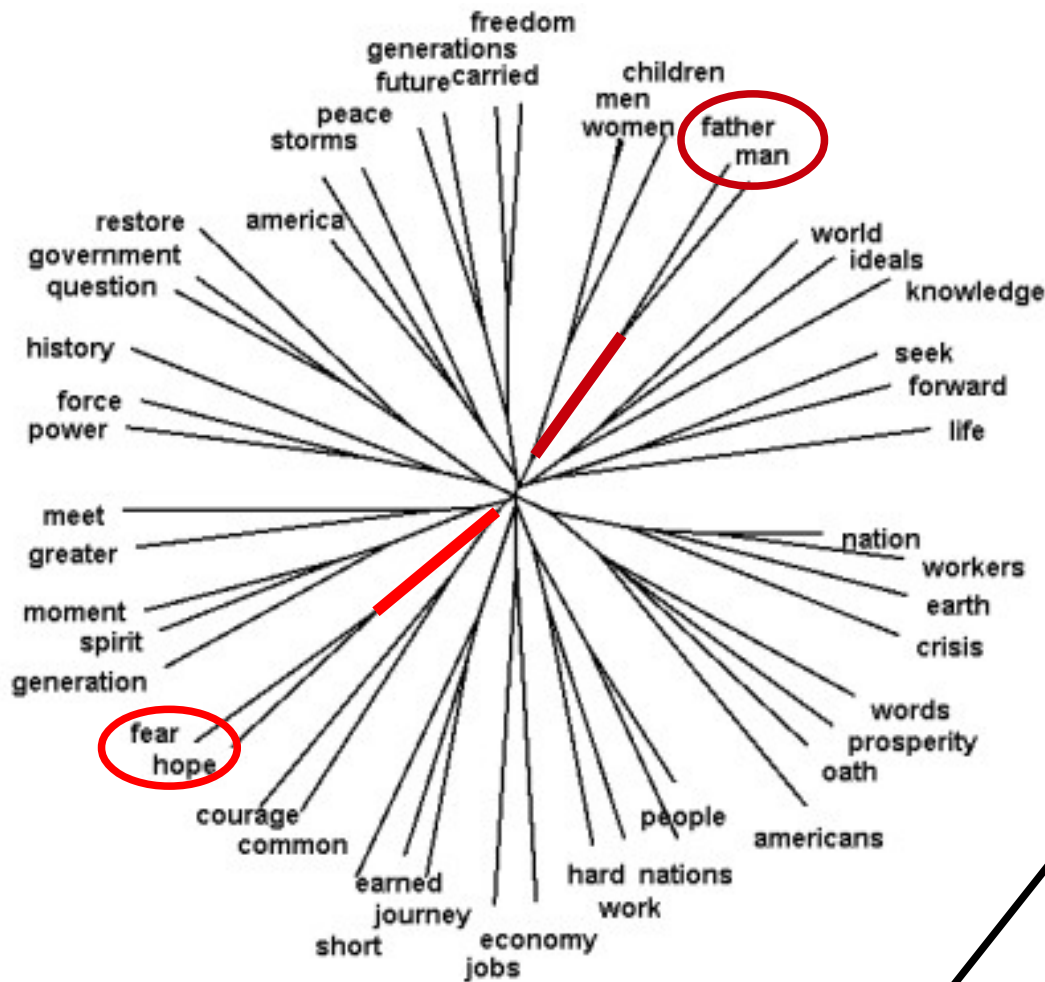 freedom
generations
future carried
children
men
women
father
man
peace
storms
america
restore
government
question
history
force
power
world
ideals
knowledge
seek
forward
life
meet
greater
moment
spirit
generation
fear
hope
courage
common
earned
journey
short
economy
jobs
hard nations
work
people
americans
nation
workers
earth
crisis
words
prosperity
oath